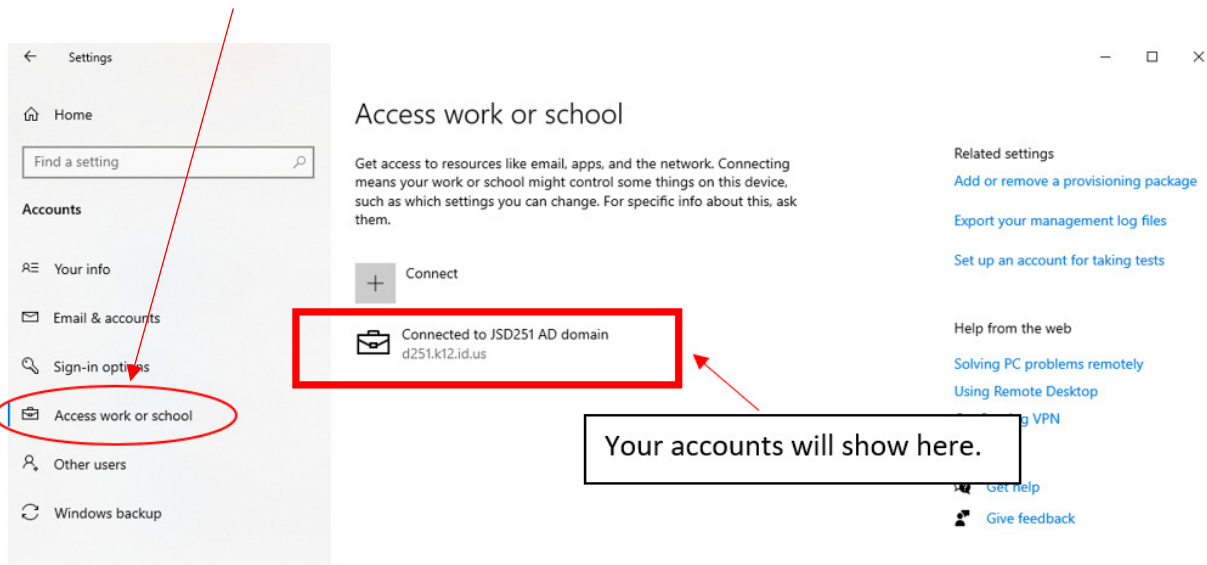 Settings
Home
Find a setting
Accounts
Your info
Email & accounts
Sign-in options
Access work or school
Other users
Windows backup
Access work or school
Get access to resources like email, apps, and the network. Connecting
means your work or school might control some things on this device,
such as which settings you can change. For specific info about this, ask
them.
Connect
Connected to JSD251 AD domain
d251.k12.id.us
Your accounts will show here.
Related settings
Add or remove a provisioning package
Export your management log files
Set up an account for taking tests
Help from the web
Solving PC problems remotely
Using Remote Desktop
VPN
Get help
Give feedback